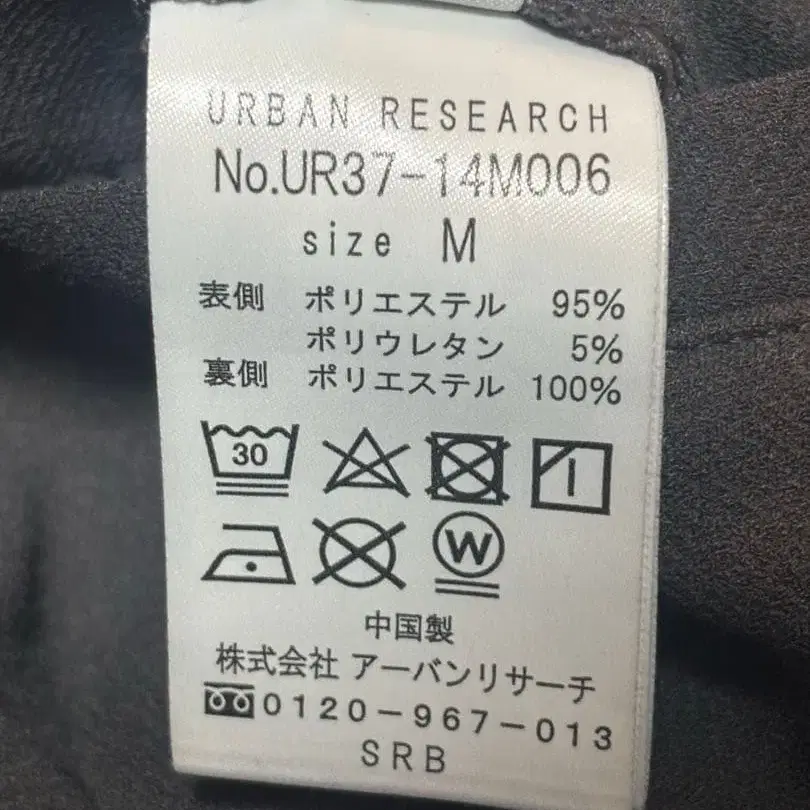 URBAN RESEARCH
No.UR37-14M006
size M
表側 ポリエステル 95%
ポリウレタン 5%
裏側 ポリエステル 100%
30
W
中国製
株式会社 アーバンリサーチ
0120-967-013
SRB